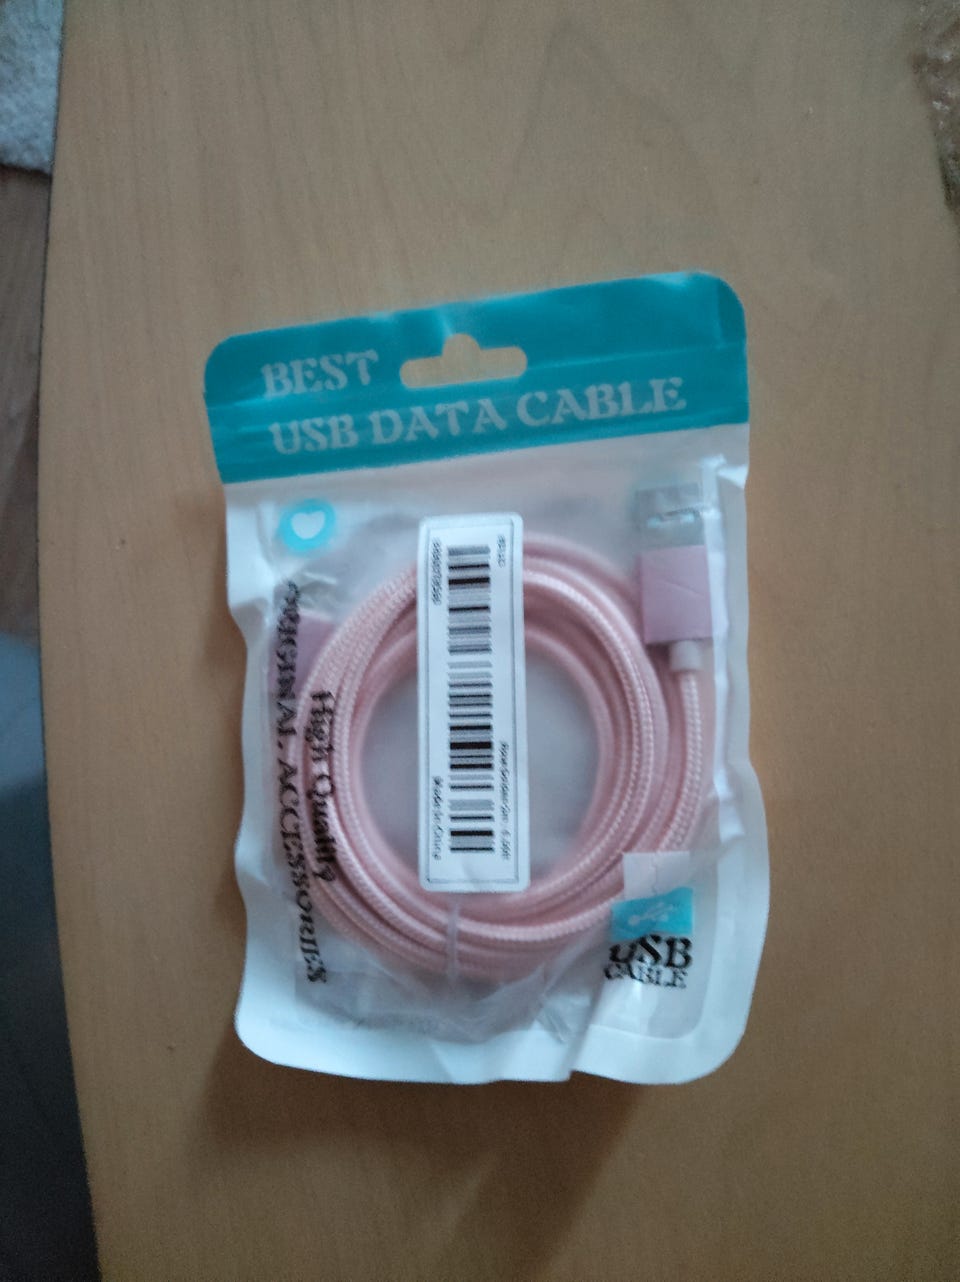 BEST
USB DATA CABLE
ORIGINAL ACCESSORIES
High Quality
Made In China
USB
CABLE